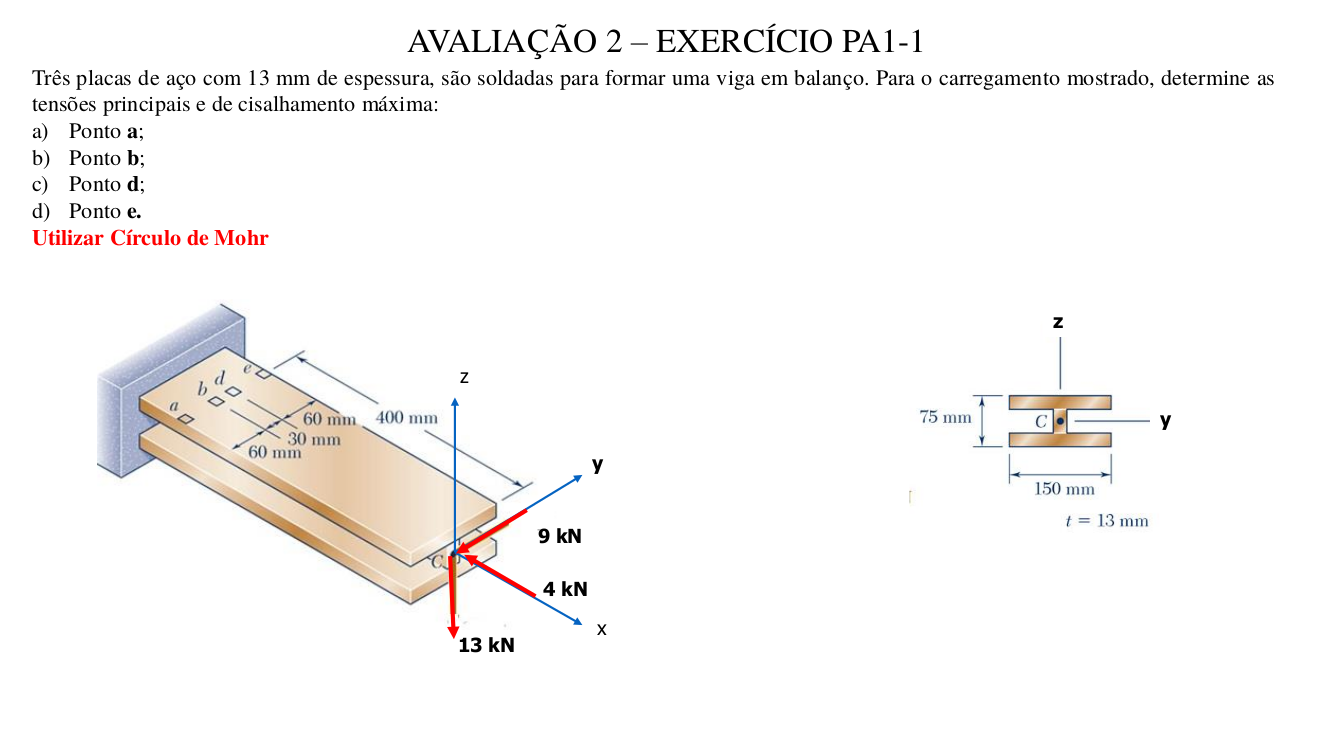 AVALIAÇÃO 2 – EXERCÍCIO PA1-1
Três placas de aço com 13 mm de espessura, são soldadas para formar uma viga em balanço. Para o carregamento mostrado, determine as
tensões principais e de cisalhamento máxima:
a) Ponto a;
b) Ponto b;
c) Ponto d;
d) Ponto e.
Utilizar Círculo de Mohr
a
b
d
e
60 mm
30 mm
60 mm
400 mm
z
y
9 kN
C
4 kN
x
13 kN
z
75 mm
C
y
150 mm
t = 13 mm